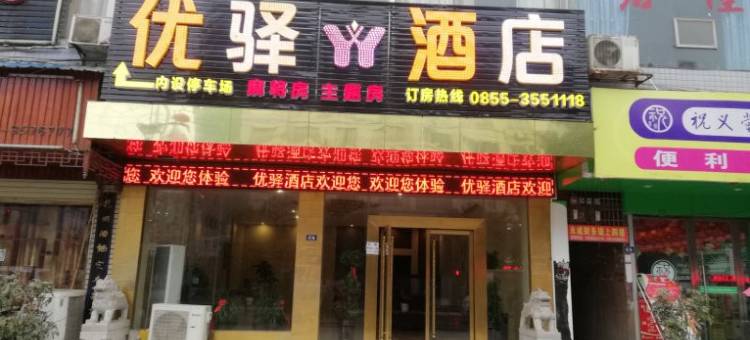 优驿酒店
内设停车场 麻将房 主题房 订房热线 0855-3551118
您 欢迎您体验 优驿酒店欢迎您 欢迎您体验 优驿酒店欢迎
祝
祝义堂
便利